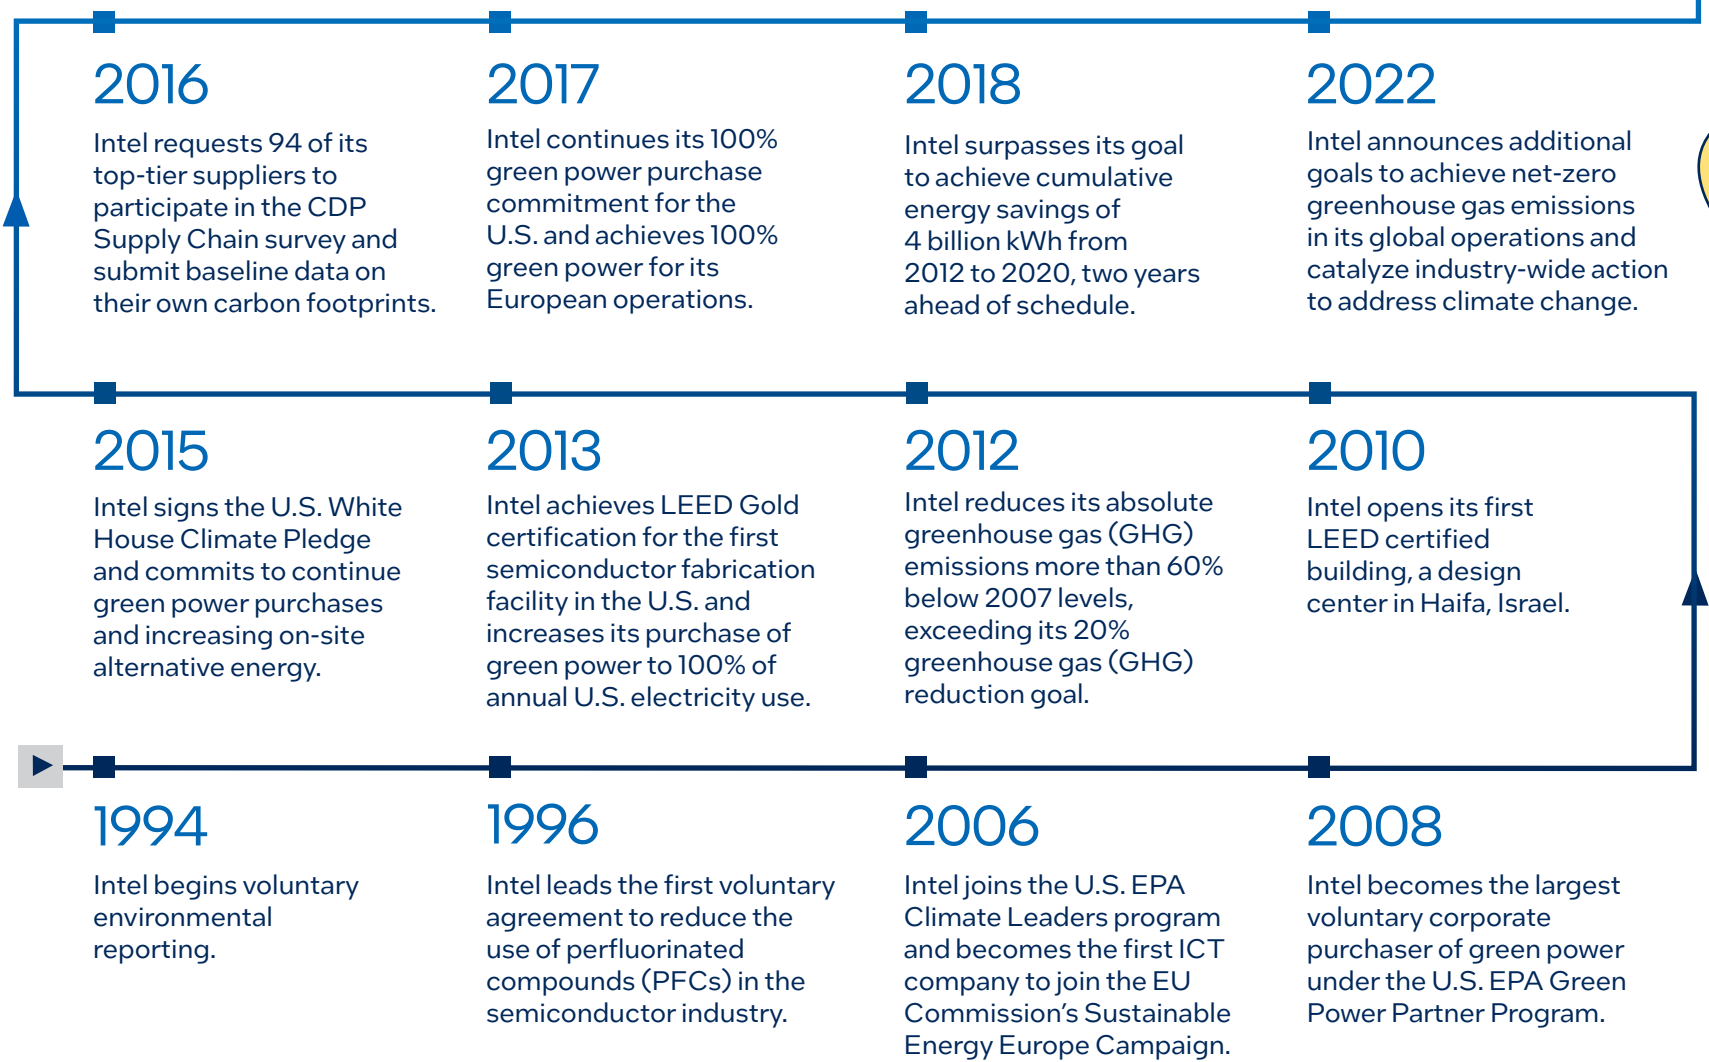 2016
Intel requests 94 of its
top-tier suppliers to
participate in the CDP
Supply Chain survey and
submit baseline data on
their own carbon footprints.
2017
Intel continues its 100%
green power purchase
commitment for the
U.S. and achieves 100%
green power for its
European operations.
2018
Intel surpasses its goal
to achieve cumulative
energy savings of
4 billion kWh from
2012 to 2020, two years
ahead of schedule.
2022
Intel announces additional
goals to achieve net-zero
greenhouse gas emissions
in its global operations and
catalyze industry-wide action
to address climate change.
2015
Intel signs the U.S. White
House Climate Pledge
and commits to continue
green power purchases
and increasing on-site
alternative energy.
2013
Intel achieves LEED Gold
certification for the first
semiconductor fabrication
facility in the U.S. and
increases its purchase of
green power to 100% of
annual U.S. electricity use.
2012
Intel reduces its absolute
greenhouse gas (GHG)
emissions more than 60%
below 2007 levels,
exceeding its 20%
greenhouse gas (GHG)
reduction goal.
2010
Intel opens its first
LEED certified
building, a design
center in Haifa, Israel.
1994
Intel begins voluntary
environmental
reporting.
1996
Intel leads the first voluntary
agreement to reduce the
use of perfluorinated
compounds (PFCs) in the
semiconductor industry.
2006
Intel joins the U.S. EPA
Climate Leaders program
and becomes the first ICT
company to join the EU
Commission's Sustainable
Energy Europe Campaign.
2008
Intel becomes the largest
voluntary corporate
purchaser of green power
under the U.S. EPA Green
Power Partner Program.